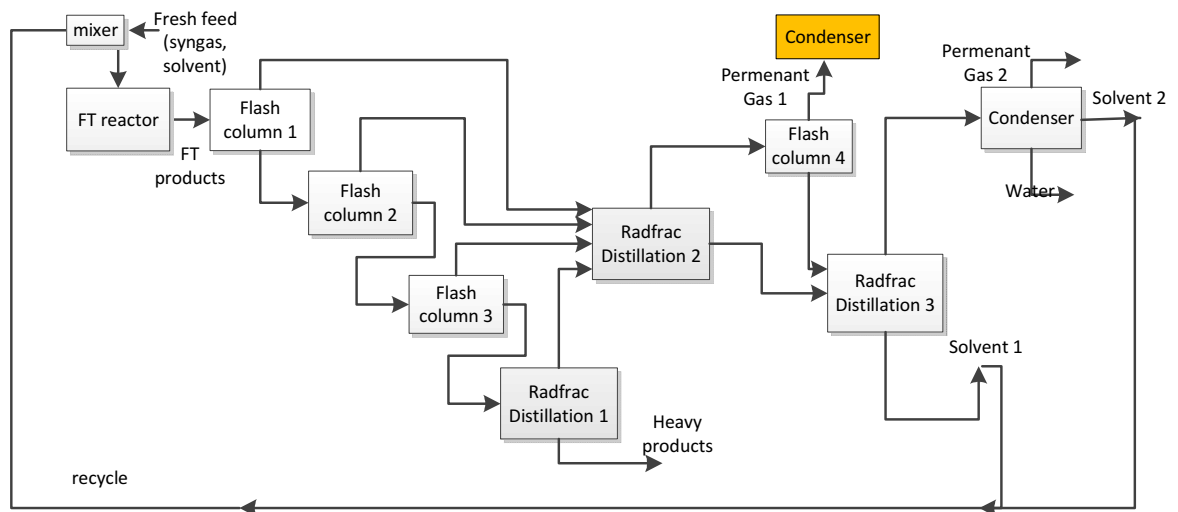 mixer
Fresh feed
(syngas,
solvent)
FT reactor
FT
products
Flash
column 1
Flash
column 2
Flash
column 3
Radfrac
Distillation 1
Heavy
products
Radfrac
Distillation 2
Condenser
Permenant
Gas 1
Flash
column 4
Radfrac
Distillation 3
Permenant
Gas 2
Condenser
Solvent 2
Water
Solvent 1
recycle